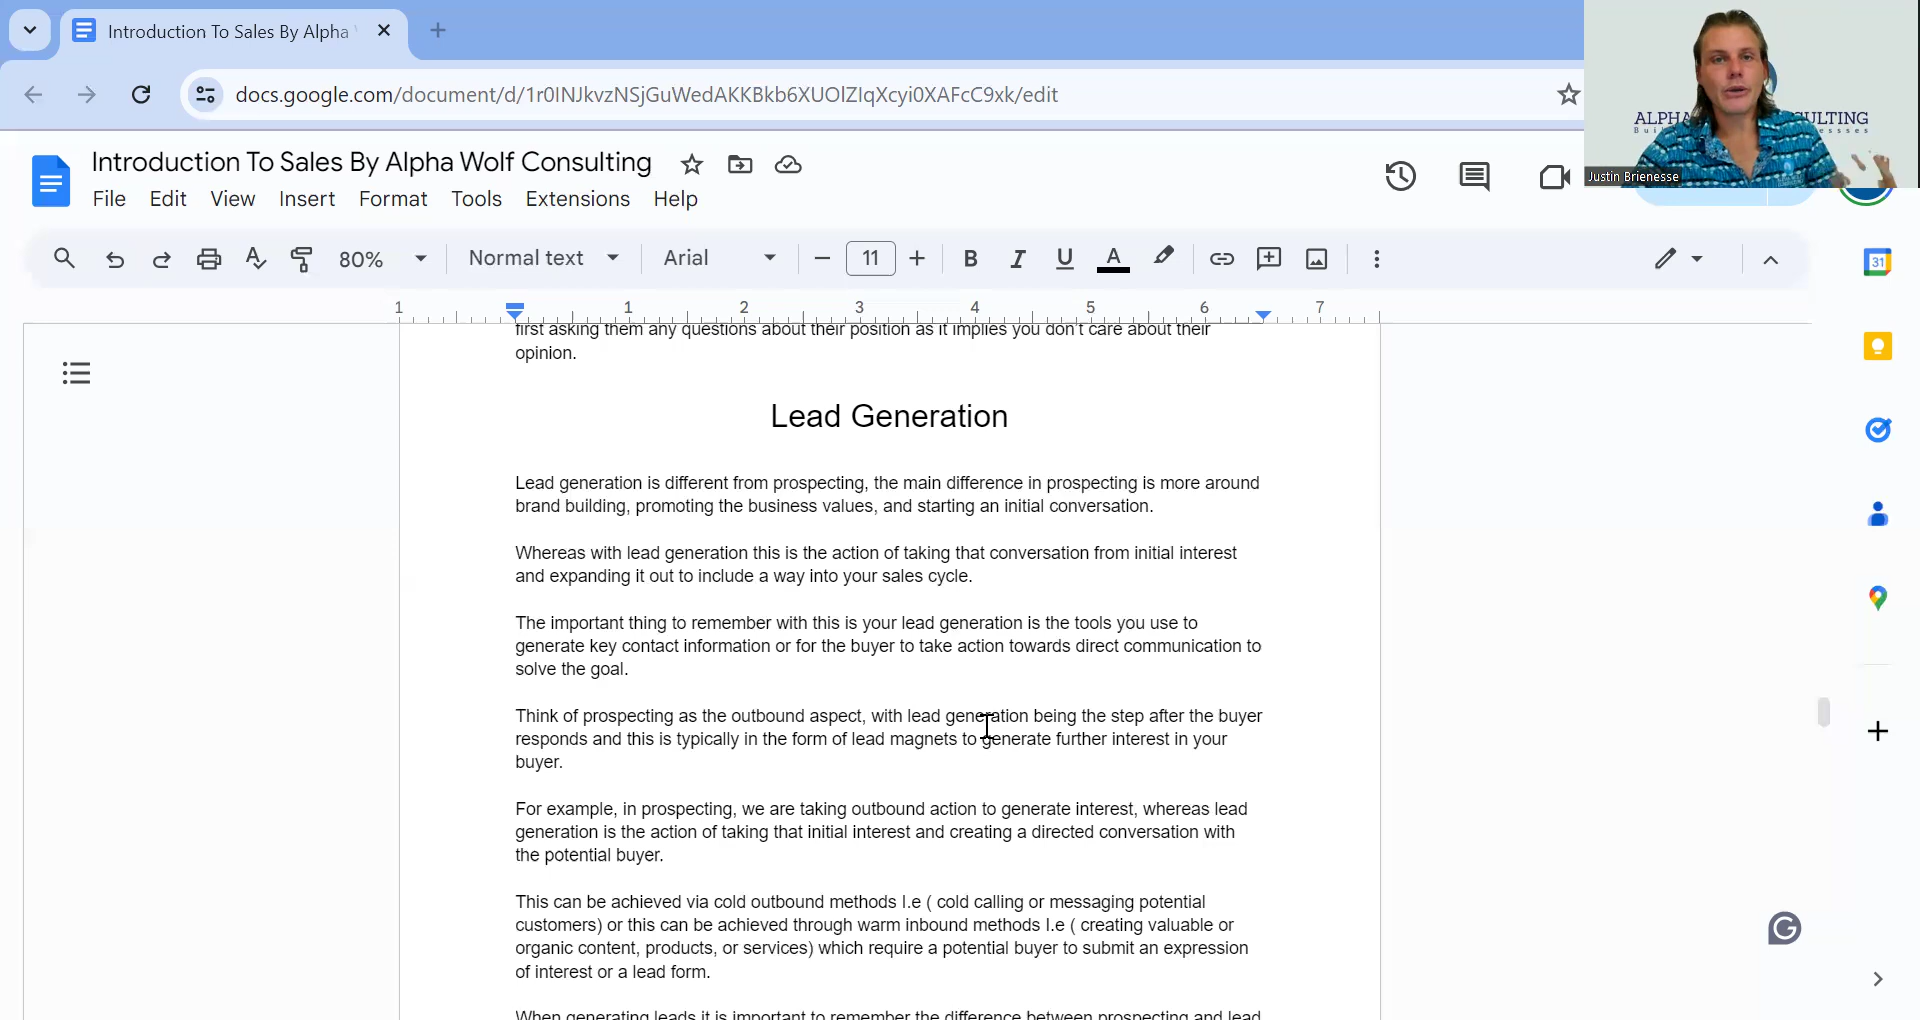 Introduction To Sales By Alpha
docs.google.com/document/d/1r0INJkvzNSjGuWedAKKBkb6XUOlZIqXcyi0XAFcC9xk/edit
ALPHA ULTING
Justin Brienesse
Introduction To Sales By Alpha Wolf Consulting
File Edit View Insert Format Tools Extensions Help
80% Normal text Arial 11 B I U A
31
1 1 2 3 4 5 6 7
first asking them any questions about their position as it implies you don't care about their
opinion.
Lead Generation
Lead generation is different from prospecting, the main difference in prospecting is more around
brand building, promoting the business values, and starting an initial conversation.
Whereas with lead generation this is the action of taking that conversation from initial interest
and expanding it out to include a way into your sales cycle.
The important thing to remember with this is your lead generation is the tools you use to
generate key contact information or for the buyer to take action towards direct communication to
solve the goal.
Think of prospecting as the outbound aspect, with lead generation being the step after the buyer
responds and this is typically in the form of lead magnets to generate further interest in your
buyer.
For example, in prospecting, we are taking outbound action to generate interest, whereas lead
generation is the action of taking that initial interest and creating a directed conversation with
the potential buyer.
This can be achieved via cold outbound methods I.e ( cold calling or messaging potential
customers) or this can be achieved through warm inbound methods I.e ( creating valuable or
organic content, products, or services) which require a potential buyer to submit an expression
of interest or a lead form.
When generating leads it is important to remember the difference between prospecting and lead